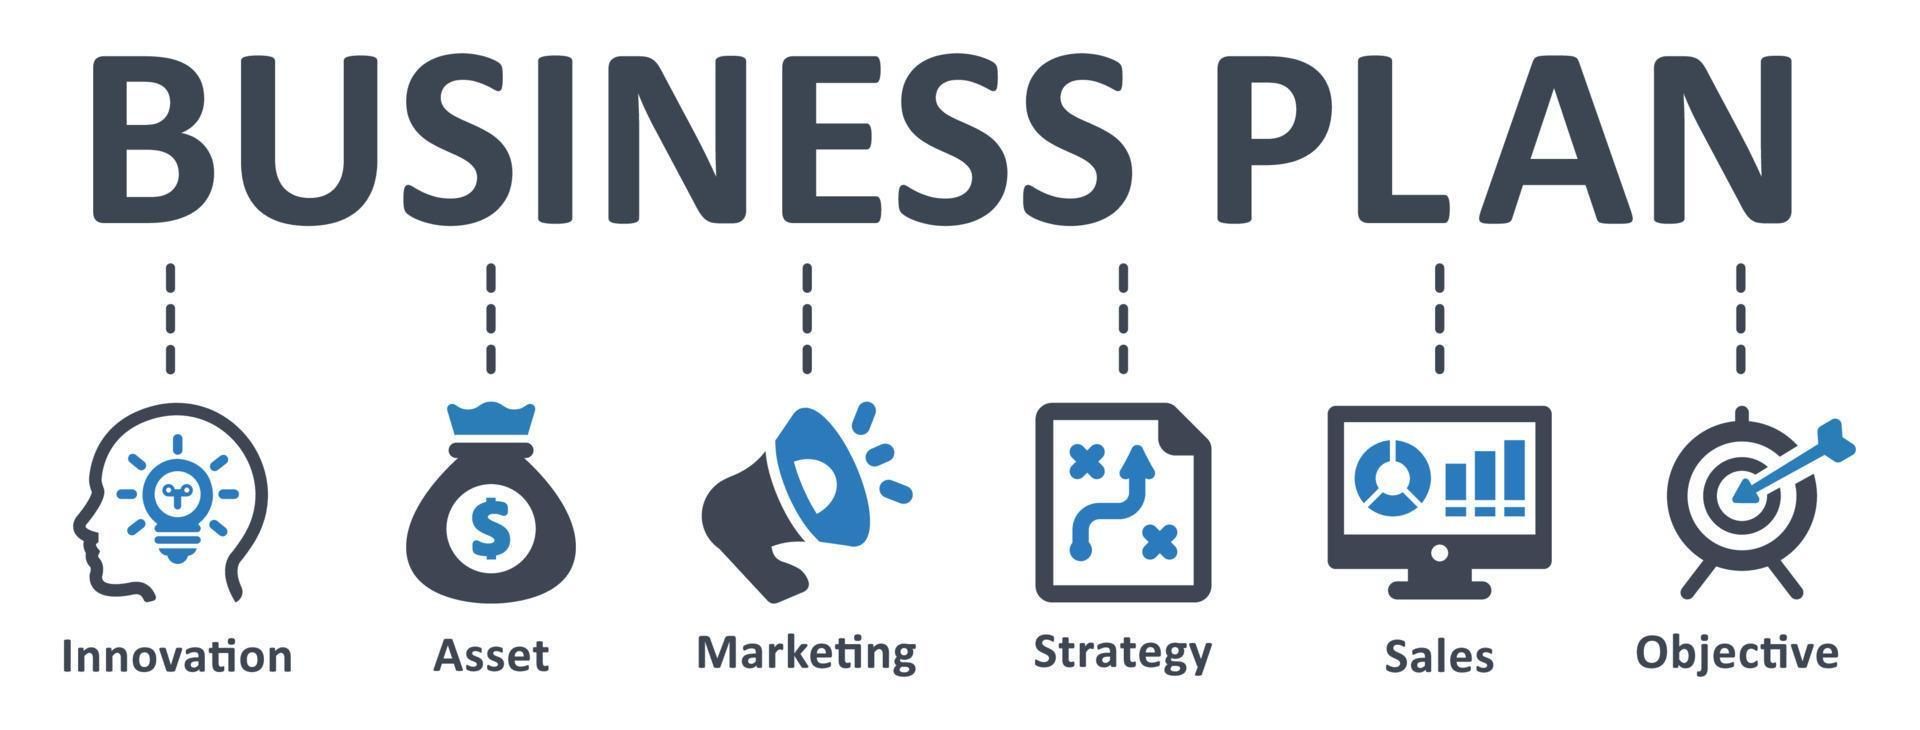 BUSINESS PLAN
$
Innovation Asset Marketing Strategy Sales Objective